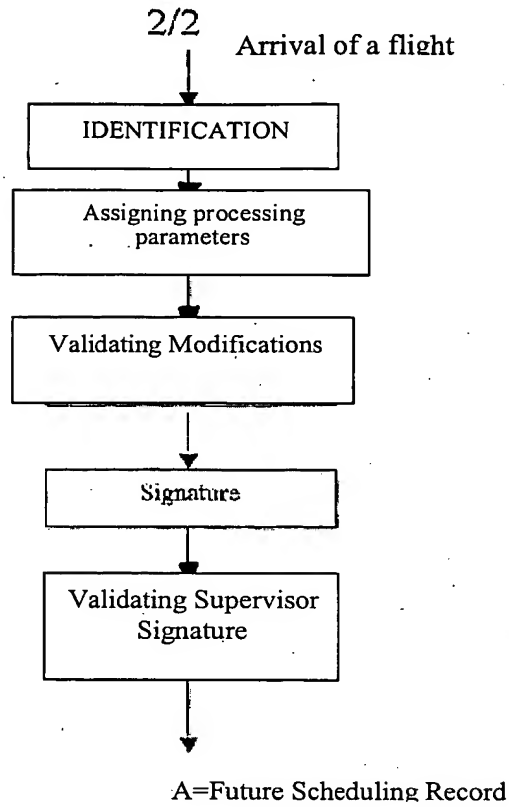 2/2
Arrival of a flight
IDENTIFICATION
Assigning processing
parameters
Validating Modifications
Signature
Validating Supervisor
Signature
A=Future Scheduling Record